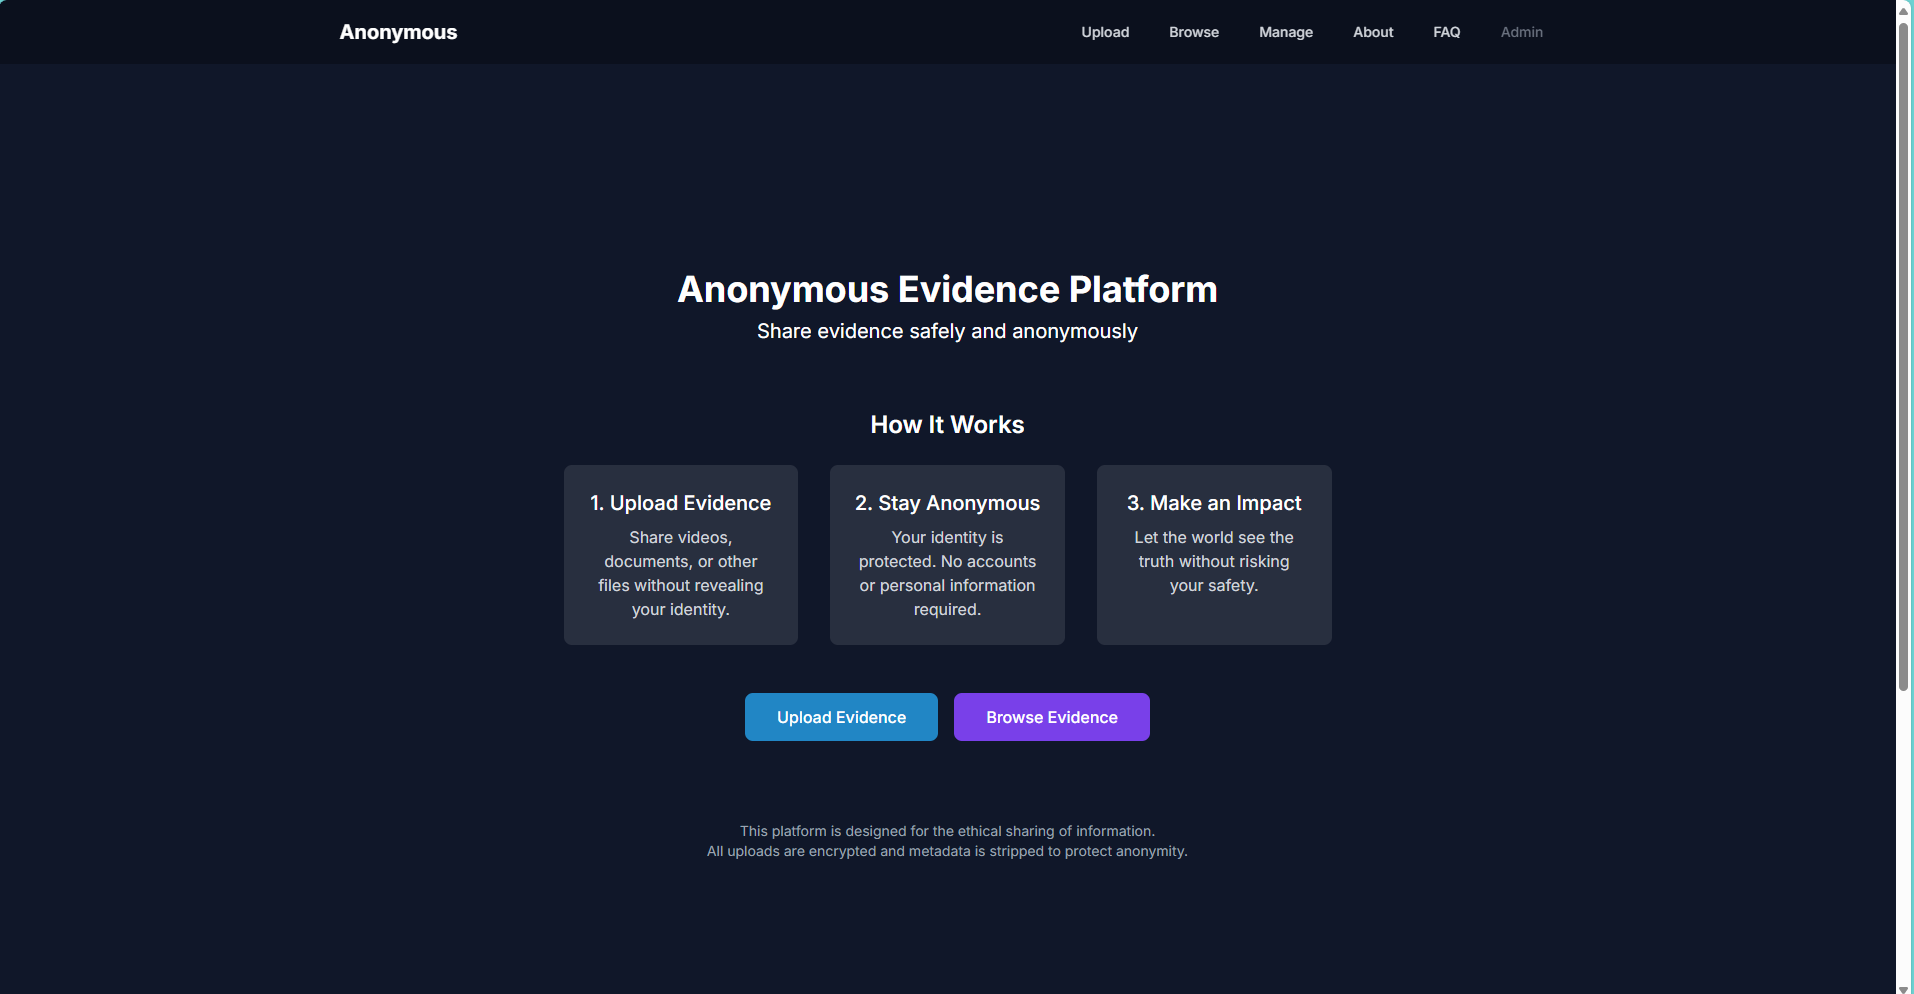 Anonymous
Upload Browse Manage About FAQ Admin
Anonymous Evidence Platform
Share evidence safely and anonymously
How It Works
1. Upload Evidence
Share videos,
documents, or other
files without revealing
your identity.
2. Stay Anonymous
Your identity is
protected. No accounts
or personal information
required.
3. Make an Impact
Let the world see the
truth without risking
your safety.
Upload Evidence
Browse Evidence
This platform is designed for the ethical sharing of information.
All uploads are encrypted and metadata is stripped to protect anonymity.